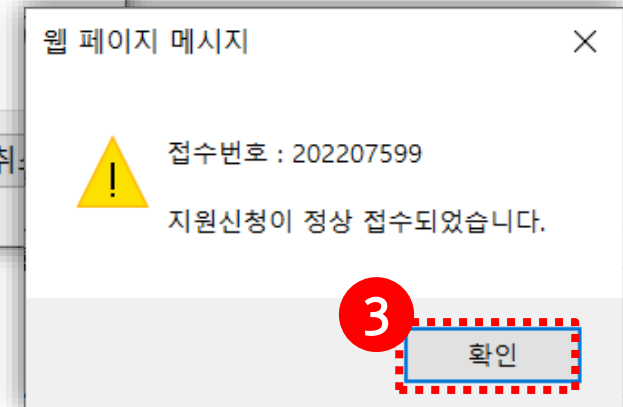 웹 페이지 메시지
접수번호 : 202207599
지원신청이 정상 접수되었습니다.
3
확인